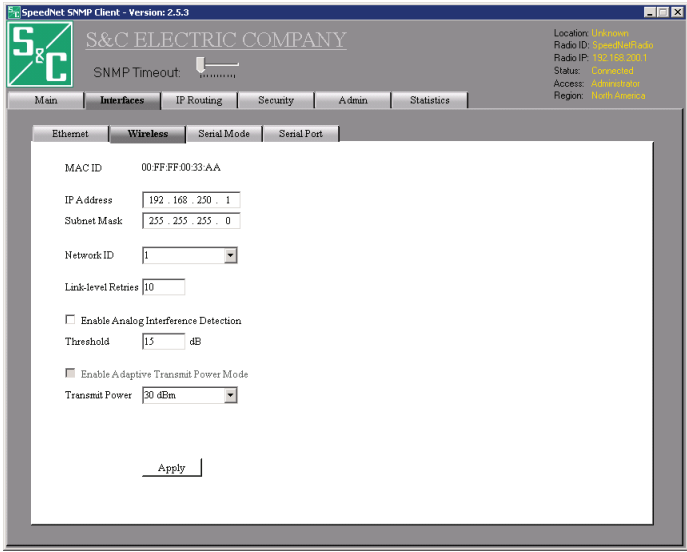 SpeedNet SNMP Client - Version: 2.5.3
S&C
S&C ELECTRIC COMPANY
SNMP Timeout:
Location: Unknown
Radio ID: SpeedNetRadio
Radio IP: 192.168.200.1
Status: Connected
Access: Administrator
Region: North America
Main Interfaces IP Routing Security Admin Statistics
Ethernet Wireless Serial Mode Serial Port
MAC ID 00:FF:FF:00:33:AA
IP Address 192 . 168 . 250 . 1
Subnet Mask 255 . 255 . 255 . 0
Network ID 1
Link-level Retries 10
Enable Analog Interference Detection
Threshold 15 dB
Enable Adaptive Transmit Power Mode
Transmit Power 30 dBm
Apply